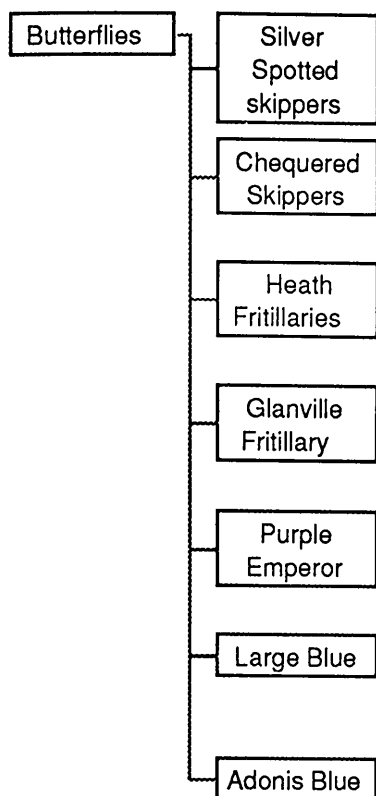 Butterflies
Silver
Spotted
skippers
Chequered
Skippers
Heath
Fritillaries
Glanville
Fritillary
Purple
Emperor
Large Blue
Adonis Blue